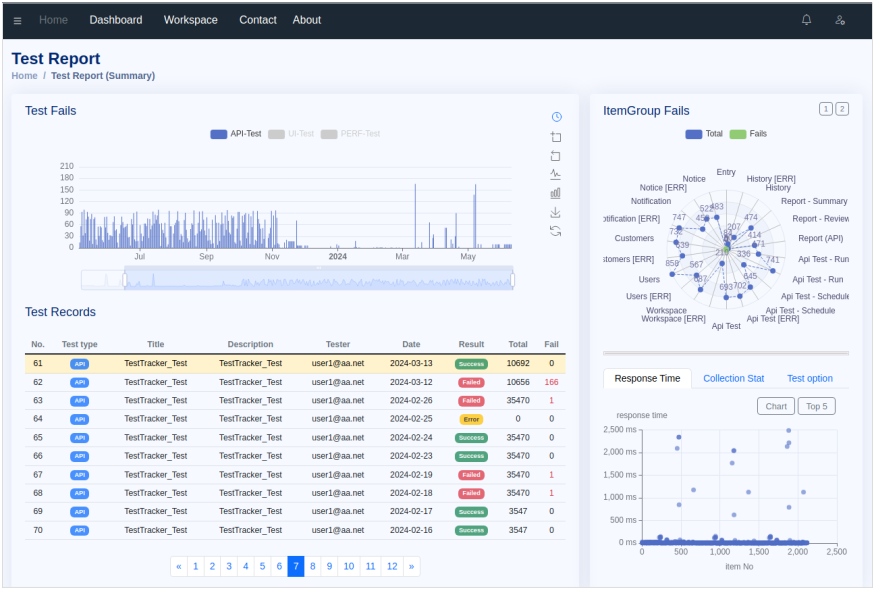 ≡ Home Dashboard Workspace Contact About
Test Report
Home / Test Report (Summary)
Test Fails
API-Test UI-Test PERF-Test
210
180
150
120
90
60
30
0
Jul Sep Nov 2024 Mar May
Test Records
No. Test type Title Description Tester Date Result Total Fail
61 API TestTracker_Test TestTracker_Test user1@aa.net 2024-03-13 Success 10692 0
62 API TestTracker_Test TestTracker_Test user1@aa.net 2024-03-12 Failed 10656 166
63 API TestTracker_Test TestTracker_Test user1@aa.net 2024-02-26 Failed 35470 1
64 API TestTracker_Test TestTracker_Test user1@aa.net 2024-02-25 Error 0 0
65 API TestTracker_Test TestTracker_Test user1@aa.net 2024-02-24 Success 35470 0
66 API TestTracker_Test TestTracker_Test user1@aa.net 2024-02-23 Success 35470 0
67 API TestTracker_Test TestTracker_Test user1@aa.net 2024-02-19 Failed 35470 1
68 API TestTracker_Test TestTracker_Test user1@aa.net 2024-02-18 Failed 35470 1
69 API TestTracker_Test TestTracker_Test user1@aa.net 2024-02-17 Success 3547 0
70 API TestTracker_Test TestTracker_Test user1@aa.net 2024-02-16 Success 3547 0
« 1 2 3 4 5 6 7 8 9 10 11 12 »
ItemGroup Fails 1 2
Total Fails
Entry
Notice History [ERR]
Notice [ERR] History
Notification Report - Summary
tification [ERR] Report - Review
Customers Report (API)
stomers [ERR] Api Test - Run
Users Api Test - Run
Users [ERR] Api Test - Schedule
Workspace Api Test - Schedule
Workspace [ERR] Api Test [ERR]
Api Test
522 483
747 474
207
732 414
639 471
336 741
858 567
645
687
693 702
Response Time Collection Stat Test option
Chart Top 5
response time
2,500 ms
2,000 ms
1,500 ms
1,000 ms
500 ms
0 ms
0 500 1,000 1,500 2,000 2,500
item No